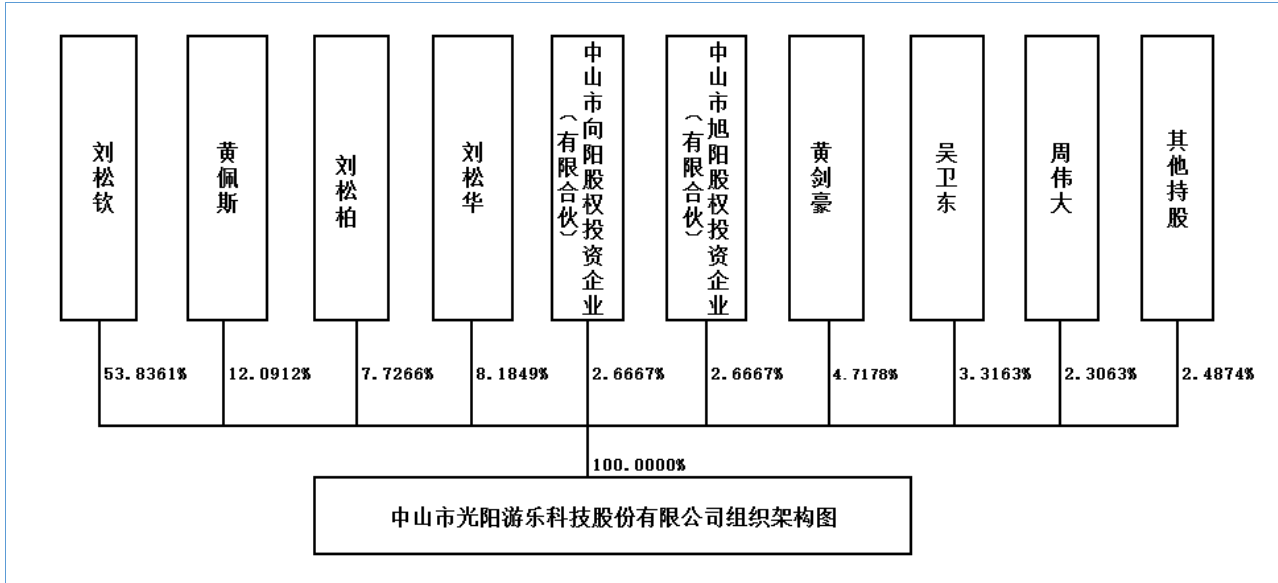 刘松钦
黄佩斯
刘松柏
刘松华
中山市向阳股权投资企业
（有限合伙）
中山市旭阳股权投资企业
（有限合伙）
黄剑豪
吴卫东
周伟大
其他持股
53.8361%
12.0912%
7.7266%
8.1849%
2.6667%
2.6667%
4.7178%
3.3163%
2.3063%
2.4874%
100.0000%
中山市光阳游乐科技股份有限公司组织架构图